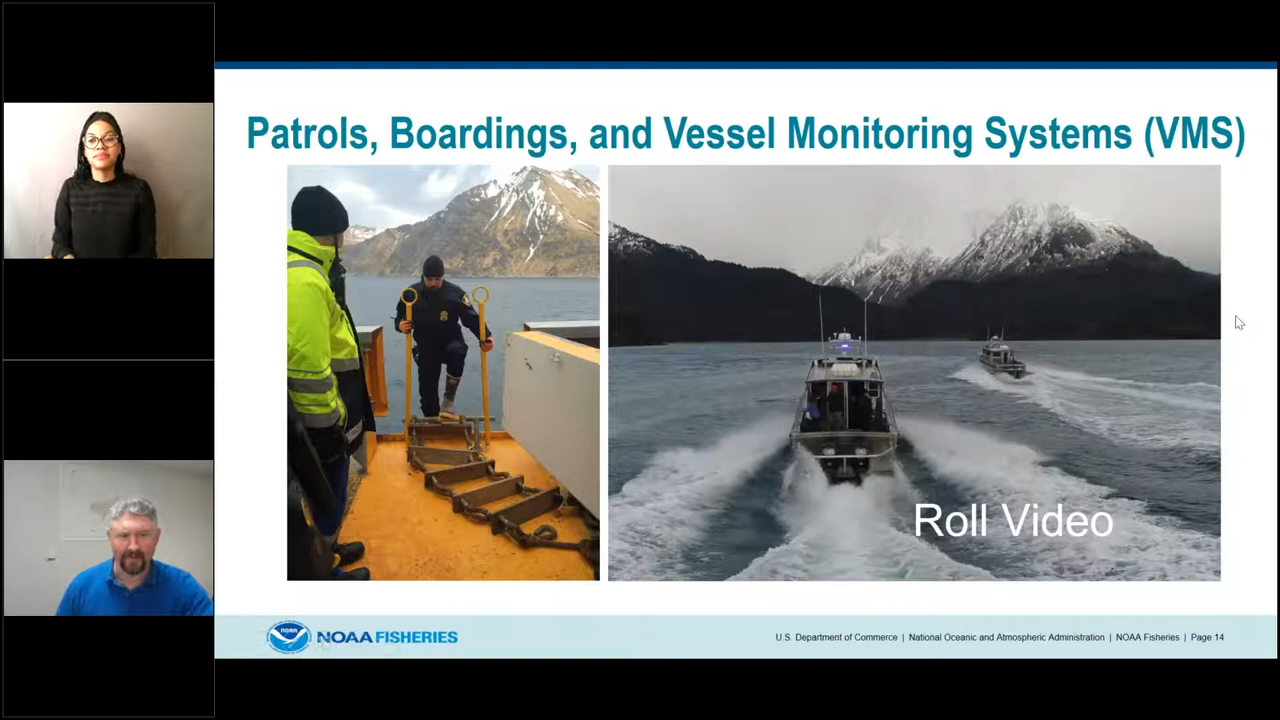 Patrols, Boardings, and Vessel Monitoring Systems (VMS)
Roll Video
NOAA
NOAA FISHERIES
U.S. Department of Commerce | National Oceanic and Atmospheric Administration | NOAA Fisheries | Page 14